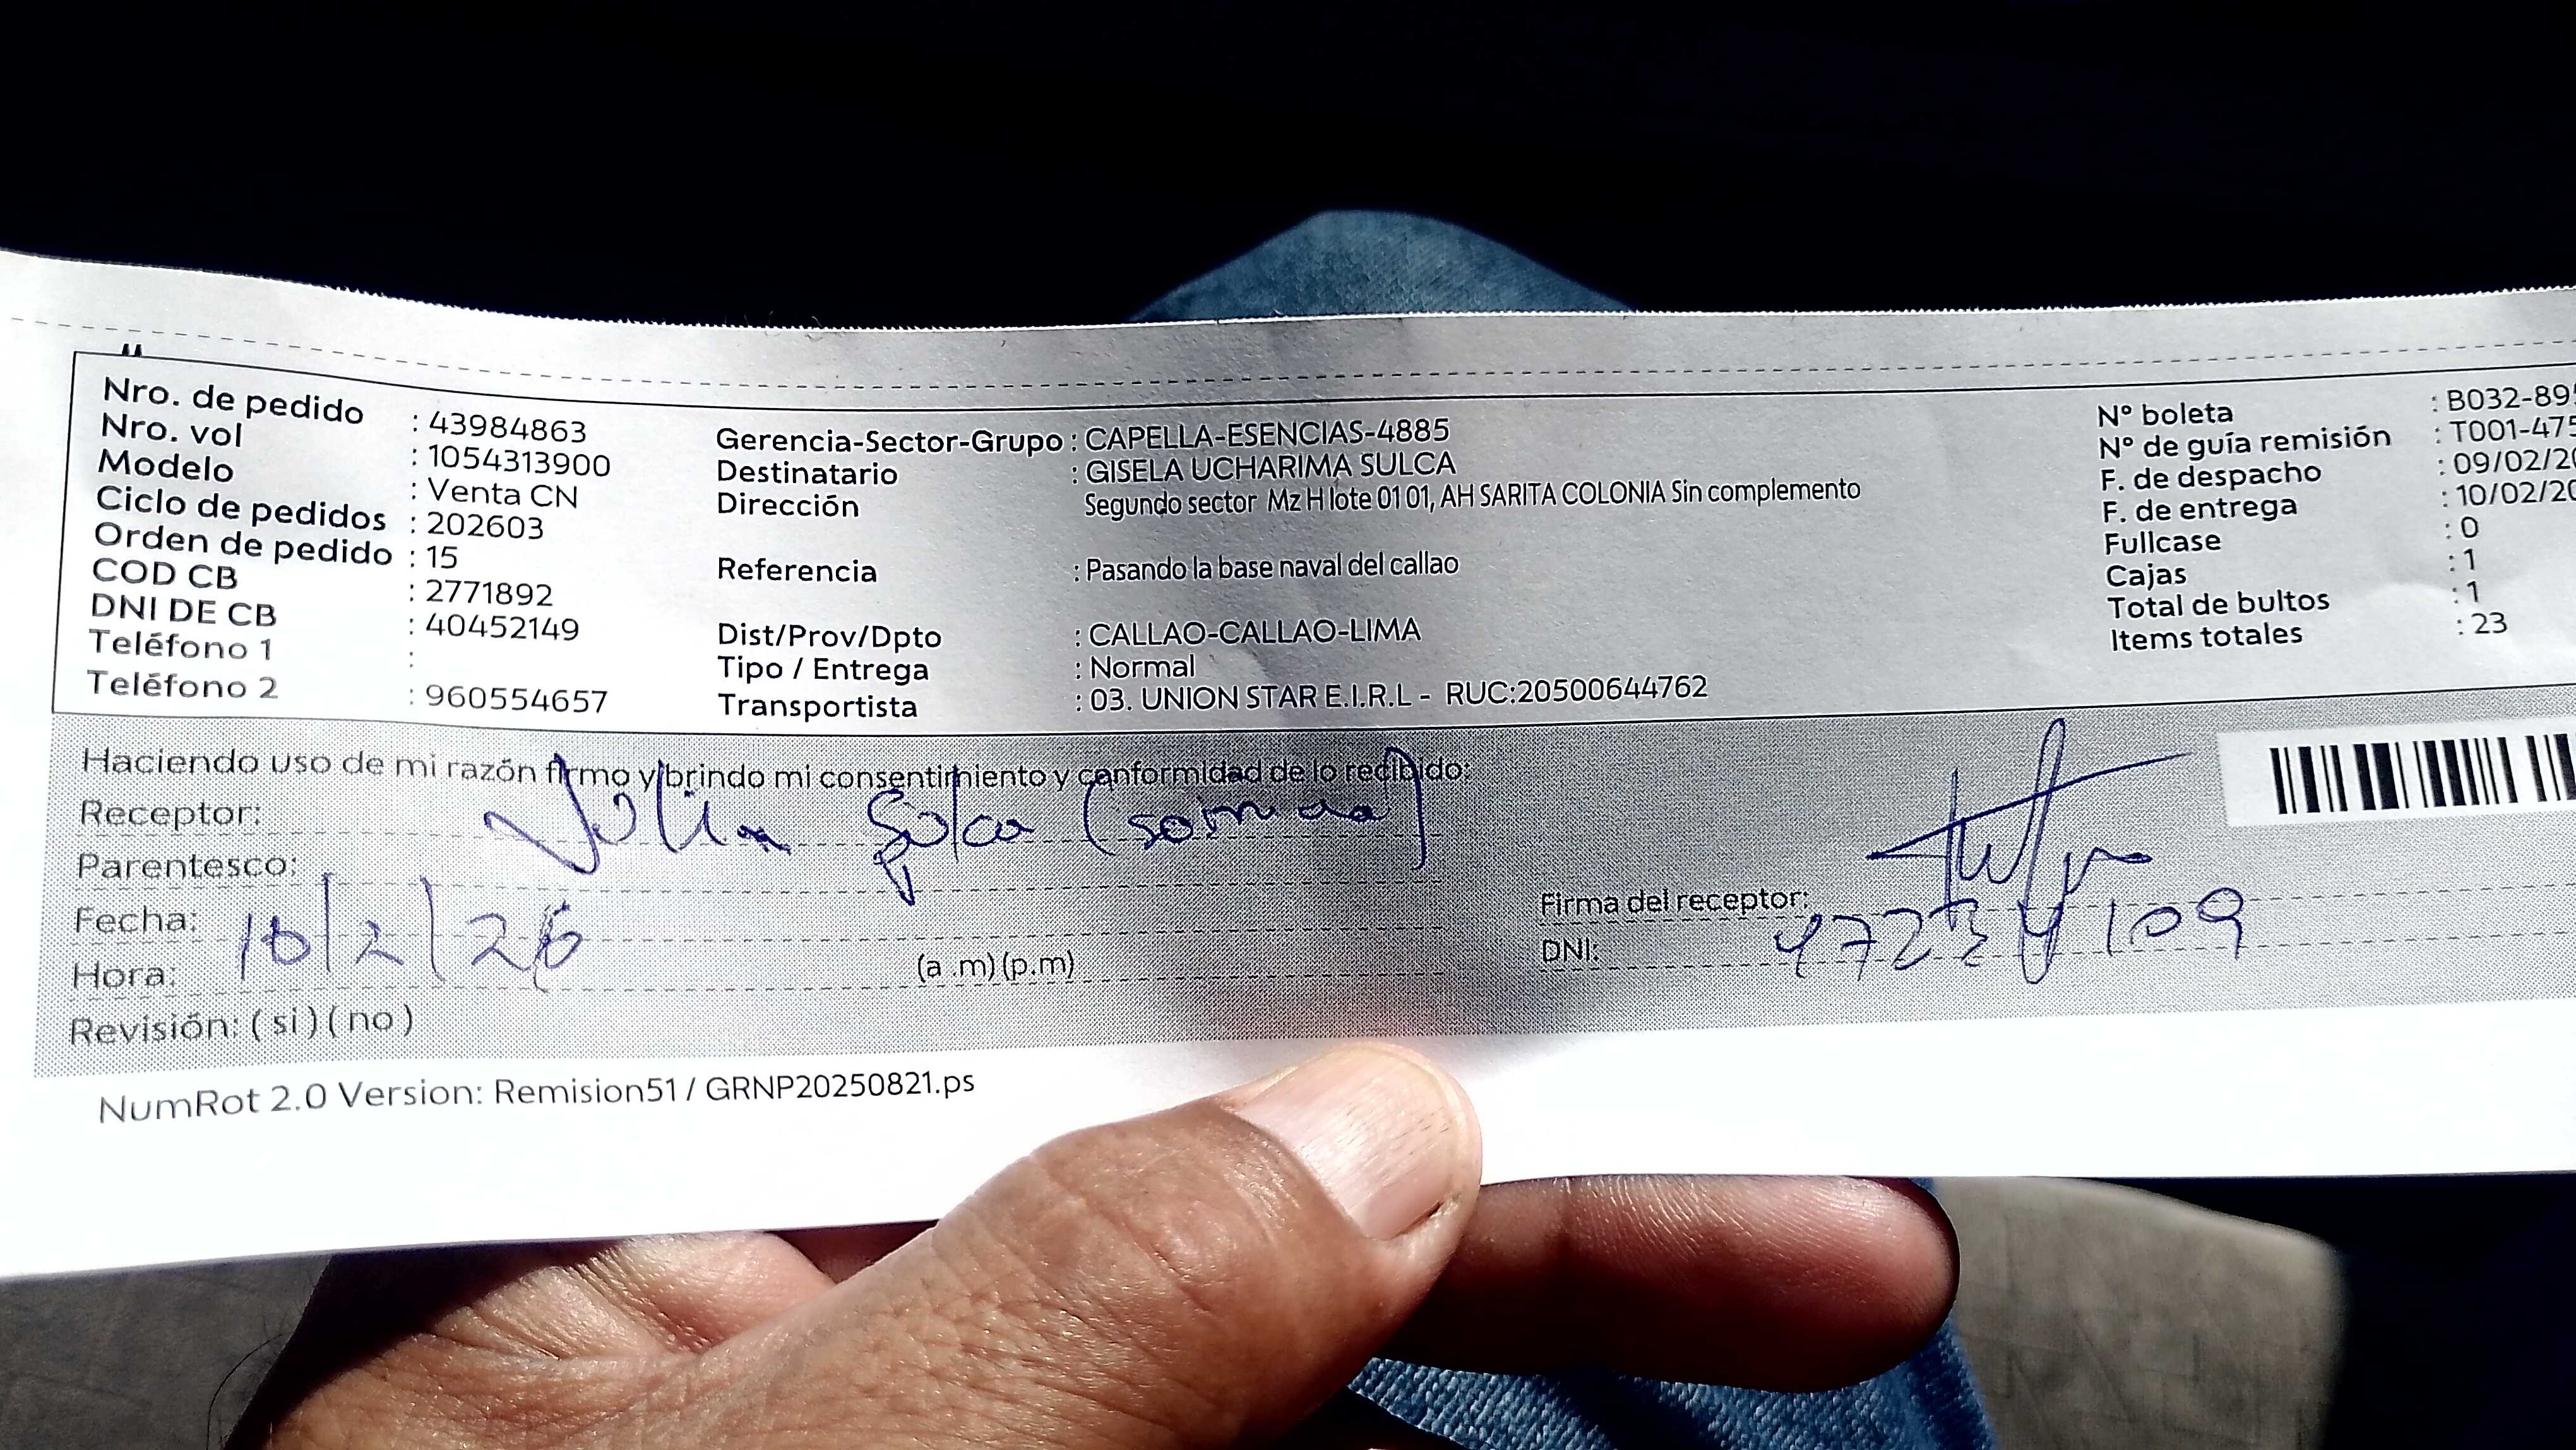 Nro. de pedido : 43984863
Nro. vol : 1054313900
Modelo : Venta CN
Ciclo de pedidos : 202603
Orden de pedido : 15
COD CB : 2771892
DNI DE CB : 40452149
Teléfono 1 :
Teléfono 2 : 960554657
Gerencia-Sector-Grupo : CAPELLA-ESENCIAS-4885
Destinatario : GISELA UCHARIMA SULCA
Dirección Segundo sector Mz H lote 01 01, AH SARITA COLONIA Sin complemento
Referencia : Pasando la base naval del callao
Dist/Prov/Dpto : CALLAO-CALLAO-LIMA
Tipo / Entrega : Normal
Transportista : 03. UNION STAR E.I.R.L - RUC:20500644762
N° boleta : B032-89
N° de guía remisión : T001-475
F. de despacho : 09/02/20
F. de entrega : 10/02/20
Fullcase : 0
Cajas : 1
Total de bultos : 1
Items totales : 23
Haciendo uso de mi razón firmo y brindo mi consentimiento y conformidad de lo recibido:
Receptor: Julia Sulca
Parentesco:
Fecha: 10/2/26
Hora: (a .m) (p.m)
Revisión: ( si ) ( no )
Firma del receptor:
DNI:
NumRot 2.0 Version: Remision51 / GRNP20250821.ps